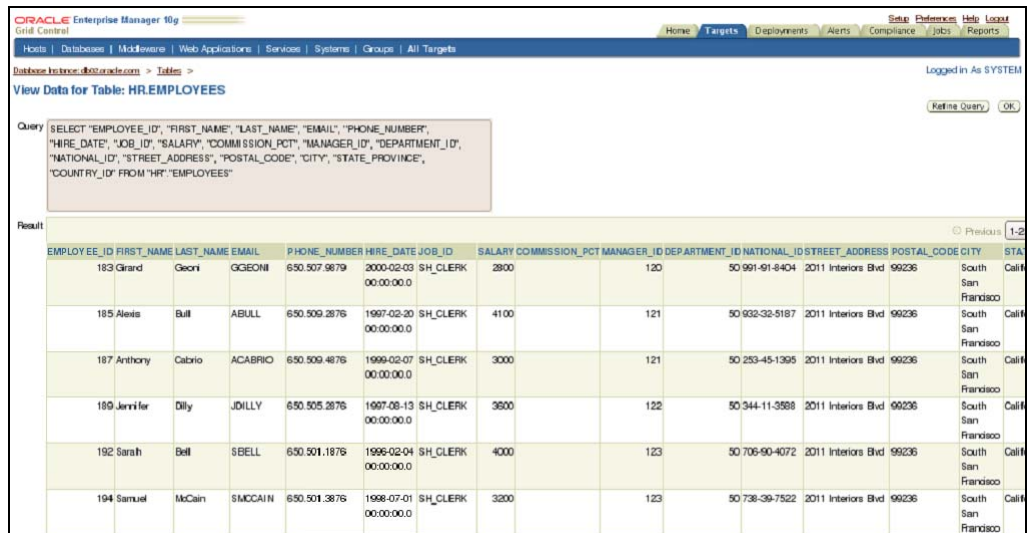 ORACLE Enterprise Manager 10g
Grid Control
Setup Preferences Help Logout
Home Targets Deployments Alerts Compliance Jobs Reports
Hosts | Databases | Middleware | Web Applications | Services | Systems | Groups | All Targets
Database Instance: db02.oracle.com > Tables >
Logged in As SYSTEM
View Data for Table: HR.EMPLOYEES
Refine Query OK
Query SELECT "EMPLOYEE_ID", "FIRST_NAME", "LAST_NAME", "EMAIL", "PHONE_NUMBER",
"HIRE_DATE", "JOB_ID", "SALARY", "COMMISSION_PCT", "MANAGER_ID", "DEPARTMENT_ID",
"NATIONAL_ID", "STREET_ADDRESS", "POSTAL_CODE", "CITY", "STATE_PROVINCE",
"COUNTRY_ID" FROM "HR"."EMPLOYEES"
Result
Previous 1-2
EMPLOYEE_ID FIRST_NAME LAST_NAME EMAIL PHONE_NUMBER HIRE_DATE JOB_ID SALARY COMMISSION_PCT MANAGER_ID DEPARTMENT_ID NATIONAL_ID STREET_ADDRESS POSTAL_CODE CITY STA
183 Girard Geoni GGEONI 650.507.9879 2000-02-03 SH_CLERK 2800 120 50 991-91-8404 2011 Interiors Blvd 99236 South Calif
00:00:00.0 San
Francisco
185 Alexis Bull ABULL 650.509.2876 1997-02-20 SH_CLERK 4100 121 50 932-32-5187 2011 Interiors Blvd 99236 South Calif
00:00:00.0 San
Francisco
187 Anthony Cabrio ACABRIO 650.509.4876 1999-02-07 SH_CLERK 3000 121 50 253-45-1395 2011 Interiors Blvd 99236 South Calif
00:00:00.0 San
Francisco
189 Jennifer Dilly JDILLY 650.505.2876 1997-08-13 SH_CLERK 3600 122 50 344-11-3588 2011 Interiors Blvd 99236 South Calif
00:00:00.0 San
Francisco
192 Sarah Bell SBELL 650.501.1876 1996-02-04 SH_CLERK 4000 123 50 706-90-4072 2011 Interiors Blvd 99236 South Calif
00:00:00.0 San
Francisco
194 Samuel McCain SMCCAIN 650.501.3876 1998-07-01 SH_CLERK 3200 123 50 738-39-7522 2011 Interiors Blvd 99236 South Calif
00:00:00.0 San
Francisco